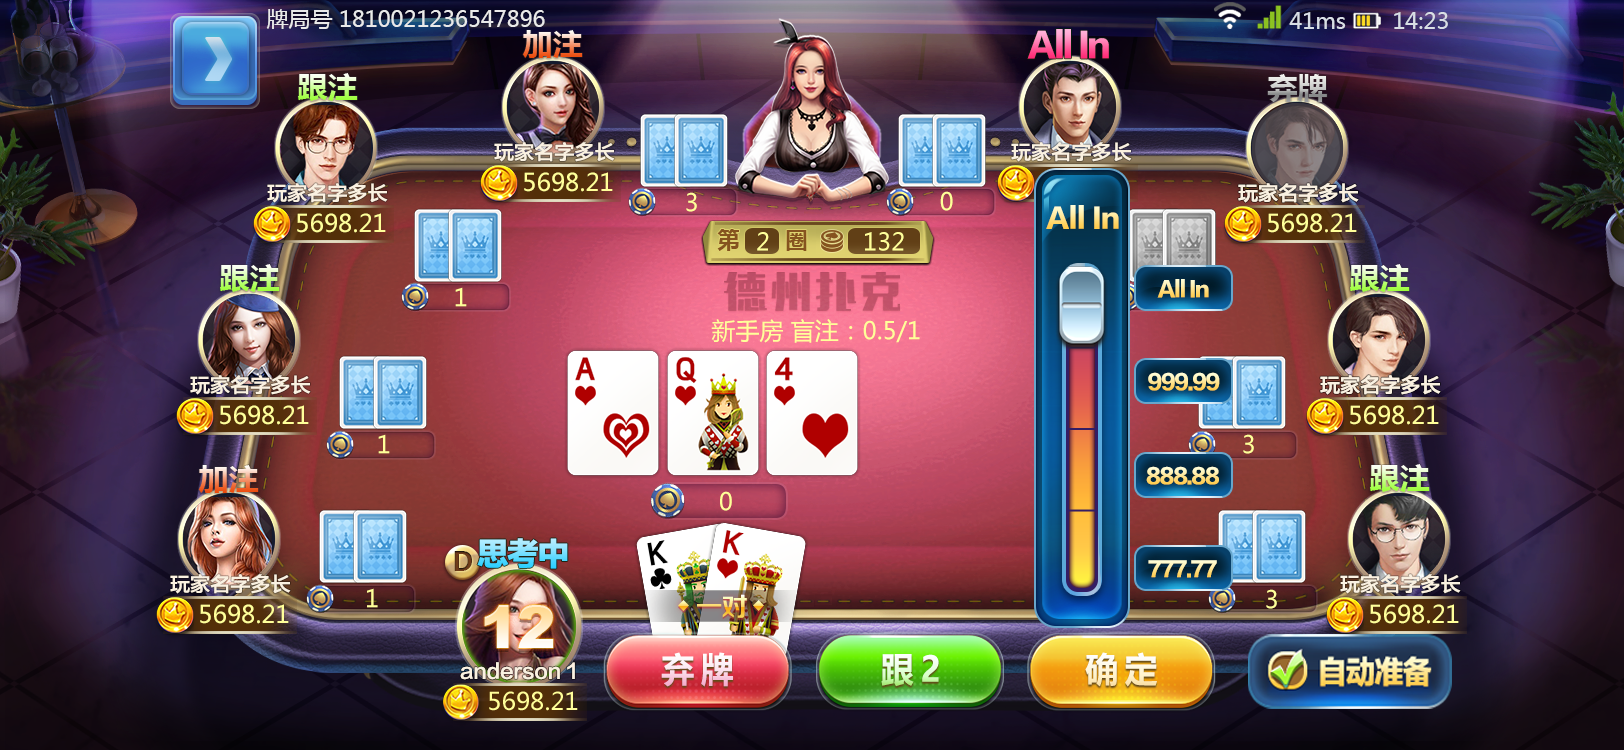 牌局号 1810021236547896
41ms
14:23
加注
All In
跟注
弃牌
玩家名字多长
5698.21
玩家名字多长
玩家名字多长
5698.21
玩家名字多长
5698.21
3
0
第 2 圈 132
All In
德州扑克
新手房 盲注：0.5/1
跟注
跟注
1
All In
A
Q
4
玩家名字多长
5698.21
玩家名字多长
5698.21
999.99
1
3
加注
跟注
888.88
0
K
K
一对
D
思考中
12
anderson 1
5698.21
玩家名字多长
5698.21
1
777.77
3
玩家名字多长
5698.21
弃牌
跟2
确定
自动准备